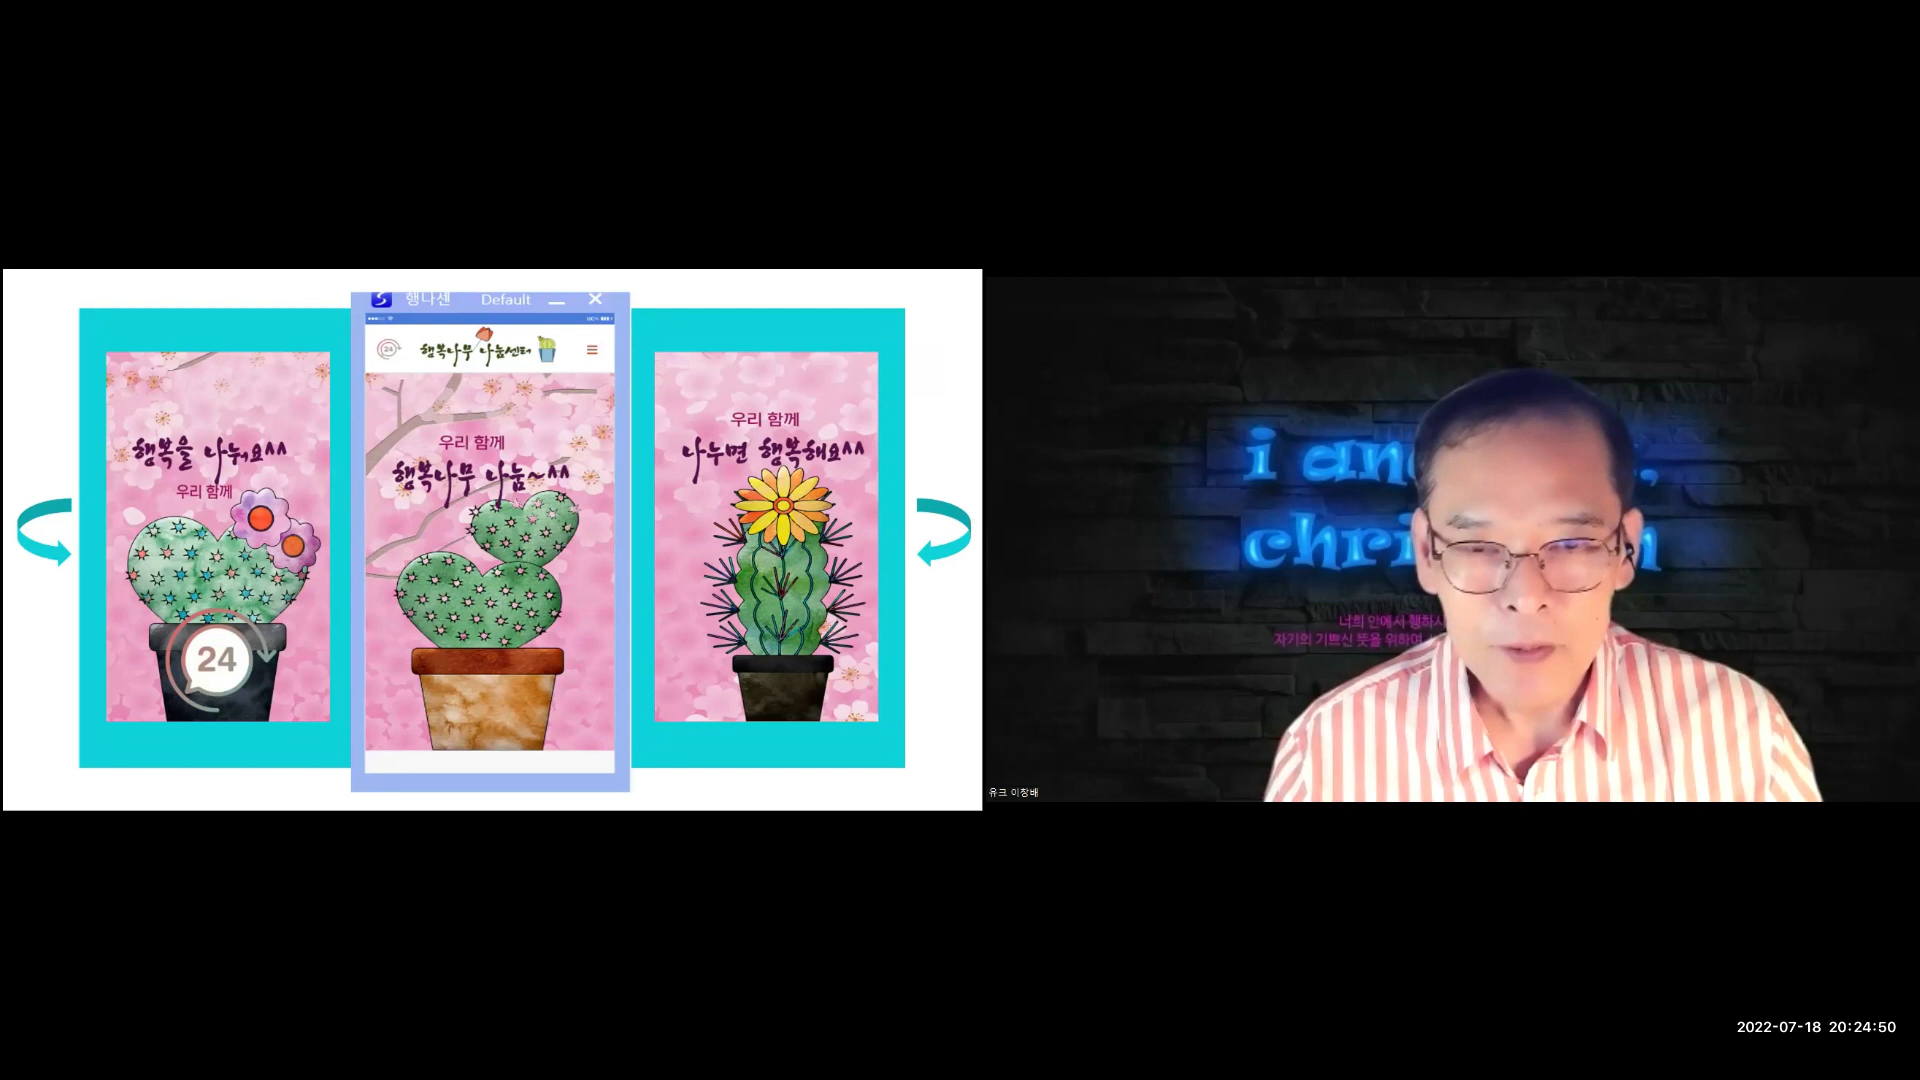 행나센 Default
24
행복나무 나눔센터
행복을 나눠요^^
우리 함께
24
우리 함께
행복나무 나눔~^^
우리 함께
나누면 행복해요^^
i am
chri
너희 안에서 행하시
자기의 기쁘신 뜻을 위하여
유크 이창배
2022-07-18 20:24:50